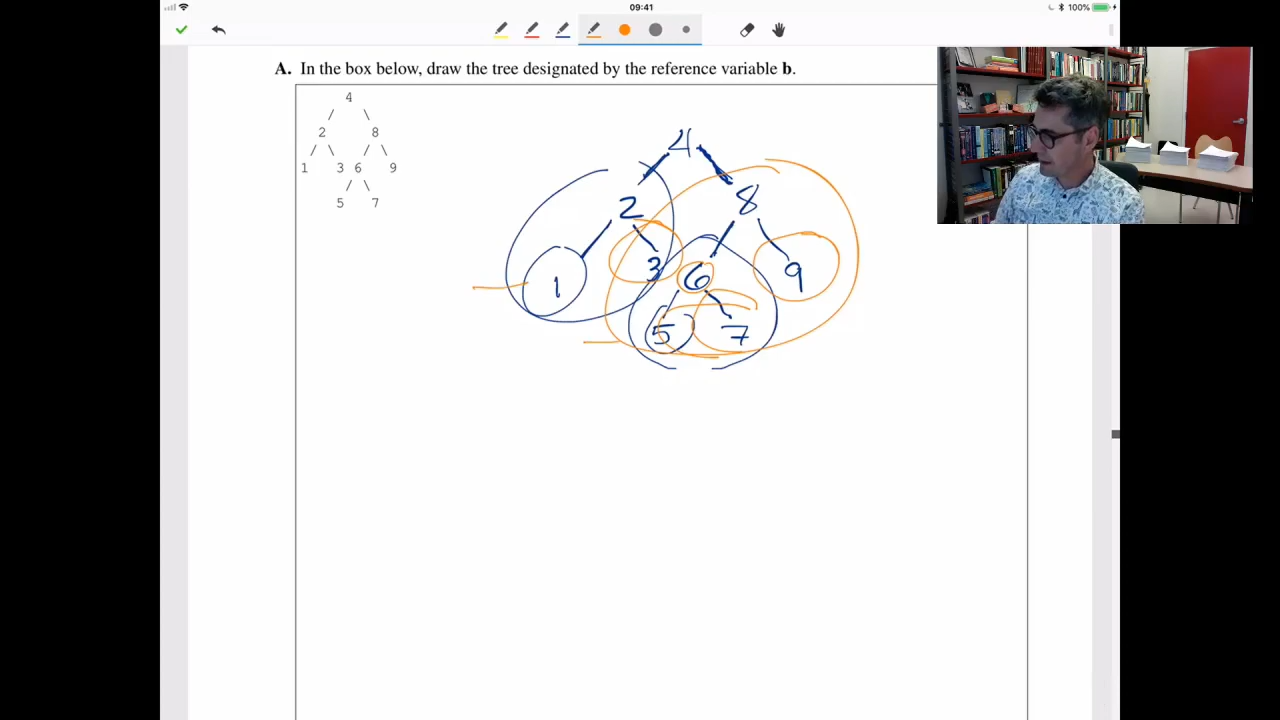 09:41
100%
A. In the box below, draw the tree designated by the reference variable b.
4
/ \
2 8
/ \ / \
1 3 6 9
/ \
5 7
4
2 8
1 3 6 9
5 7